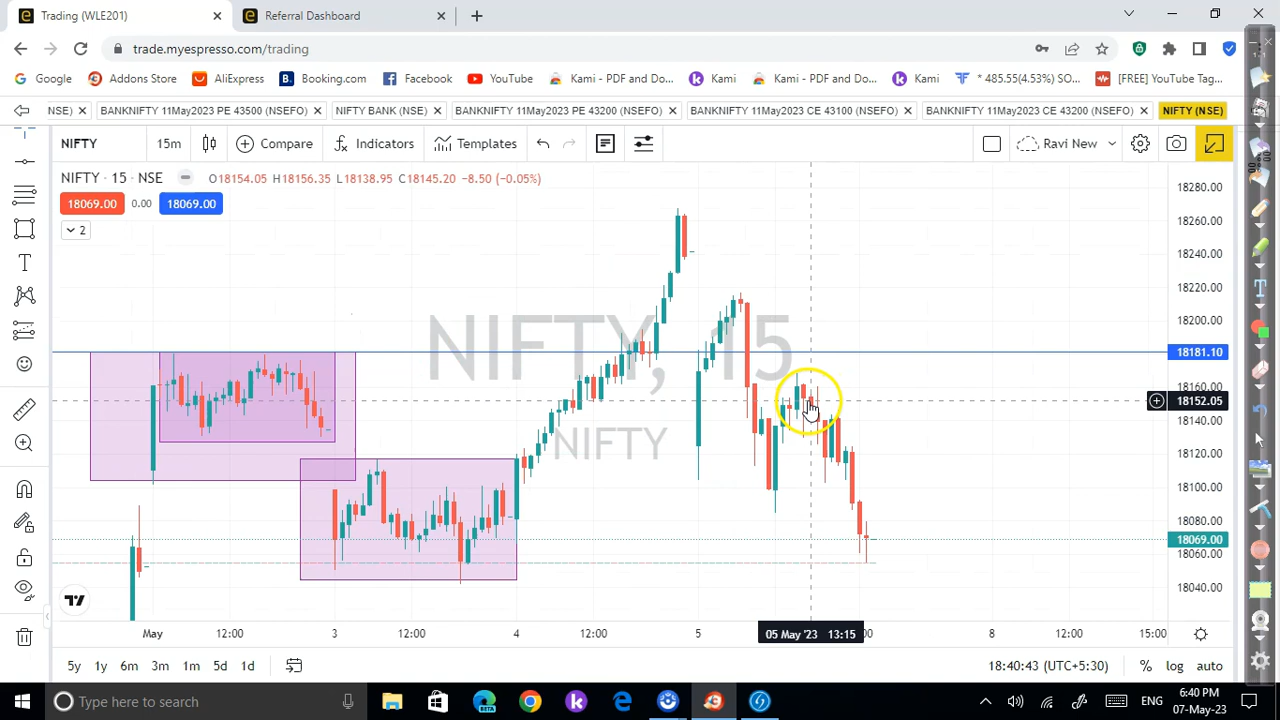 Trading (WLE201)
Referral Dashboard
trade.myespresso.com/trading
Google
Addons Store
AliExpress
Booking.com
Facebook
YouTube
Kami - PDF and Do...
Kami
Kami - PDF and Do...
Kami
* 485.55(4.53%) SO...
[FREE] YouTube Tag...
NSE)
BANKNIFTY 11May2023 PE 43500 (NSEFO)
NIFTY BANK (NSE)
BANKNIFTY 11May2023 PE 43200 (NSEFO)
BANKNIFTY 11May2023 CE 43100 (NSEFO)
BANKNIFTY 11May2023 CE 43200 (NSEFO)
NIFTY (NSE)
NIFTY
15m
Compare
Indicators
Templates
Ravi New
NIFTY · 15 · NSE
O18154.05 H18156.35 L18138.95 C18145.20 −8.50 (−0.05%)
18069.00
0.00
18069.00
2
NIFTY, 15
NIFTY
18280.00
18260.00
18240.00
18220.00
18200.00
18181.10
18160.00
18152.05
18140.00
18120.00
18100.00
18080.00
18069.00
18060.00
18040.00
May
12:00
3
12:00
4
12:00
5
05 May '23 13:15
:00
8
12:00
15:00
5y
1y
6m
3m
1m
5d
1d
18:40:43 (UTC+5:30)
%
log
auto
Type here to search
BETA
ENG
6:40 PM
07-May-23